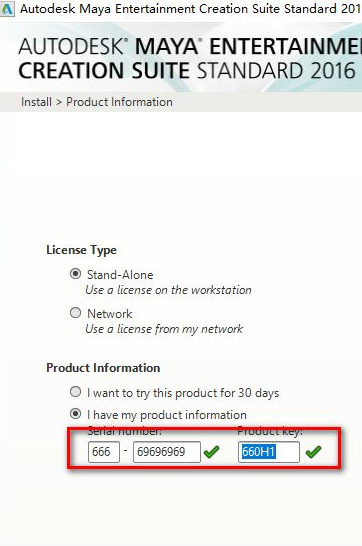 Autodesk Maya Entertainment Creation Suite Standard 201
AUTODESK® MAYA® ENTERTAINME
CREATION SUITE STANDARD 2016
Install > Product Information
License Type
Stand-Alone
Use a license on the workstation
Network
Use a license from my network
Product Information
I want to try this product for 30 days
I have my product information
Serial number: Product key:
666 - 69696969 660H1